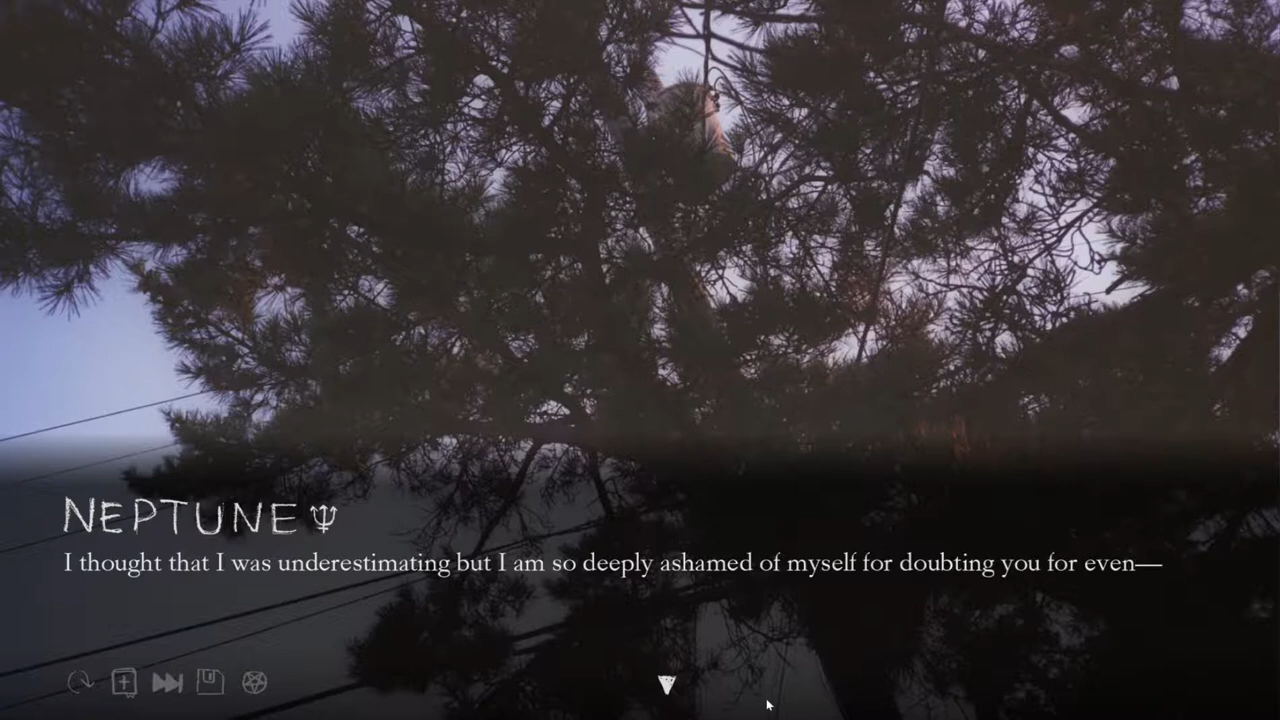 NEPTUNE♆
I thought that I was underestimating but I am so deeply ashamed of myself for doubting you for even—